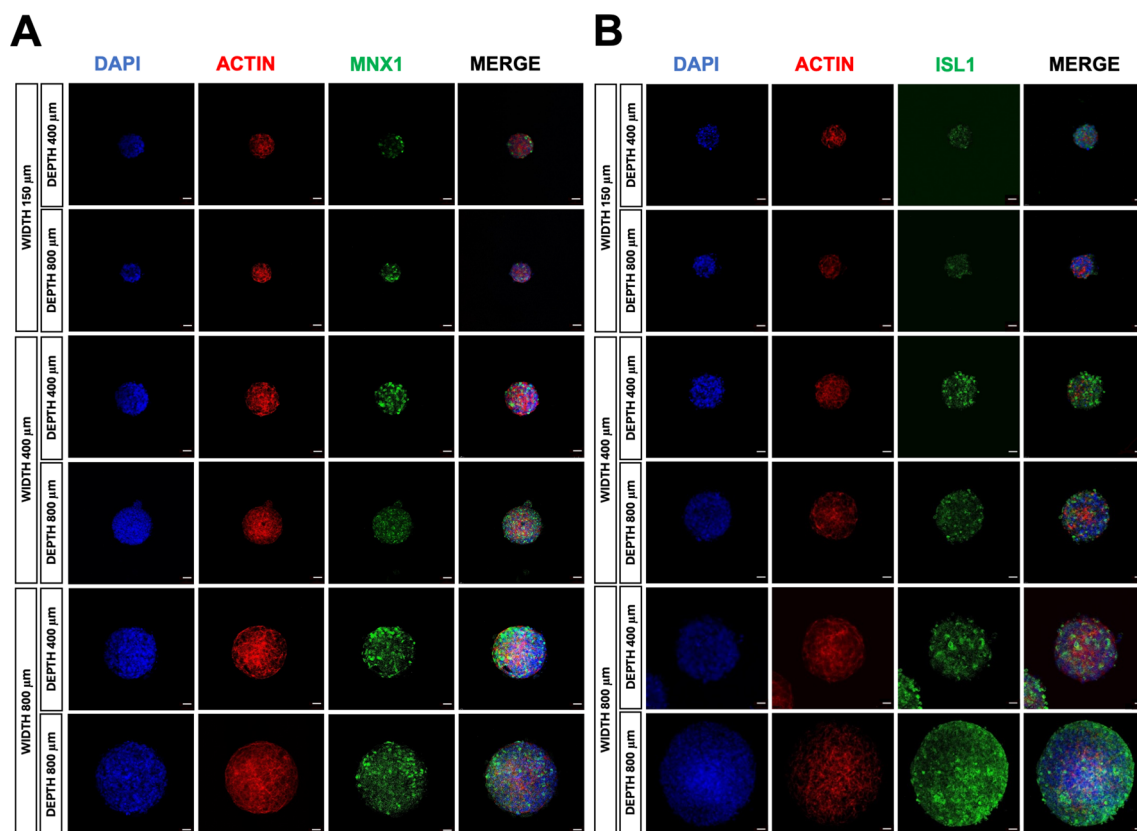 A
B
DAPI ACTIN MNX1 MERGE
DAPI ACTIN ISL1 MERGE
WIDTH 150 µm
DEPTH 400 µm
DEPTH 800 µm
WIDTH 400 µm
DEPTH 400 µm
DEPTH 800 µm
WIDTH 800 µm
DEPTH 400 µm
DEPTH 800 µm
WIDTH 150 µm
DEPTH 400 µm
DEPTH 800 µm
WIDTH 400 µm
DEPTH 400 µm
DEPTH 800 µm
WIDTH 800 µm
DEPTH 400 µm
DEPTH 800 µm